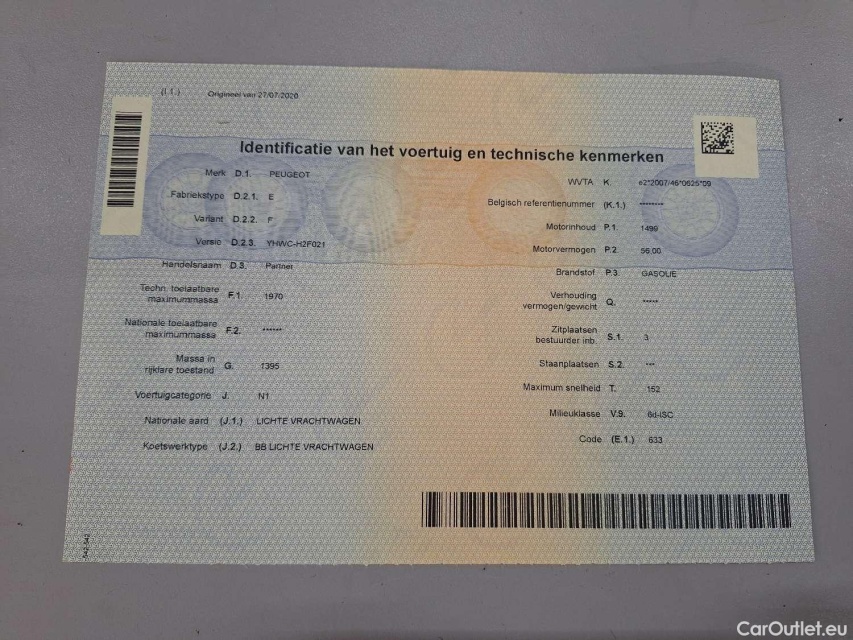 (I.1.) Origineel van 27/07/2020
Identificatie van het voertuig en technische kenmerken
Merk D.1. PEUGEOT
Fabriekstype D.2.1. E
Variant D.2.2. F
Versie D.2.3. YHWC-H2F021
Handelsnaam D.3. Partner
Techn. toelaatbare
maximummassa F.1. 1970
Nationale toelaatbare
maximummassa F.2. ******
Massa in
rijklare toestand G. 1395
Voertuigcategorie J. N1
Nationale aard (J.1.) LICHTE VRACHTWAGEN
Koetswerktype (J.2.) BB LICHTE VRACHTWAGEN
WVTA K. e2*2007/46*0625*09
Belgisch referentienummer (K.1.) ********
Motorinhoud P.1 1499
Motorvermogen P.2 56,00
Brandstof P.3 GASOLIE
Verhouding
vermogen/gewicht Q. *****
Zitplaatsen
bestuurder inb. S.1. 3
Staanplaatsen S.2. ***
Maximum snelheid T. 152
Milieuklasse V.9. 6d-ISC
Code (E.1.) 633
542-542
CarOutlet.eu